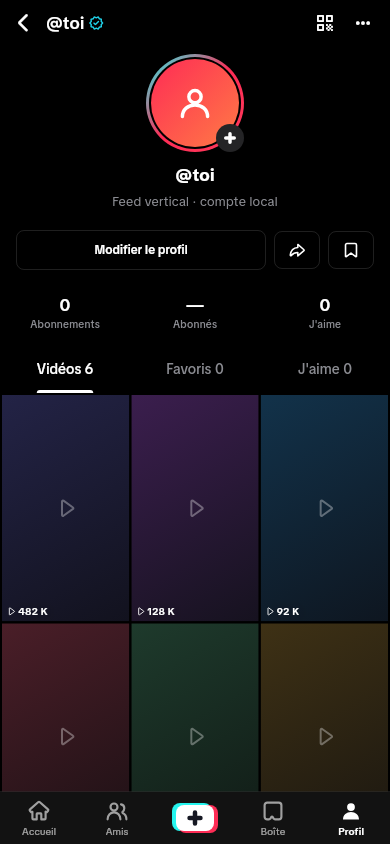 @toi
@toi
Feed vertical · compte local
Modifier le profil
0
Abonnements
—
Abonnés
0
J'aime
Vidéos 6
Favoris 0
J'aime 0
482 K
128 K
92 K
Accueil
Amis
Boîte
Profil